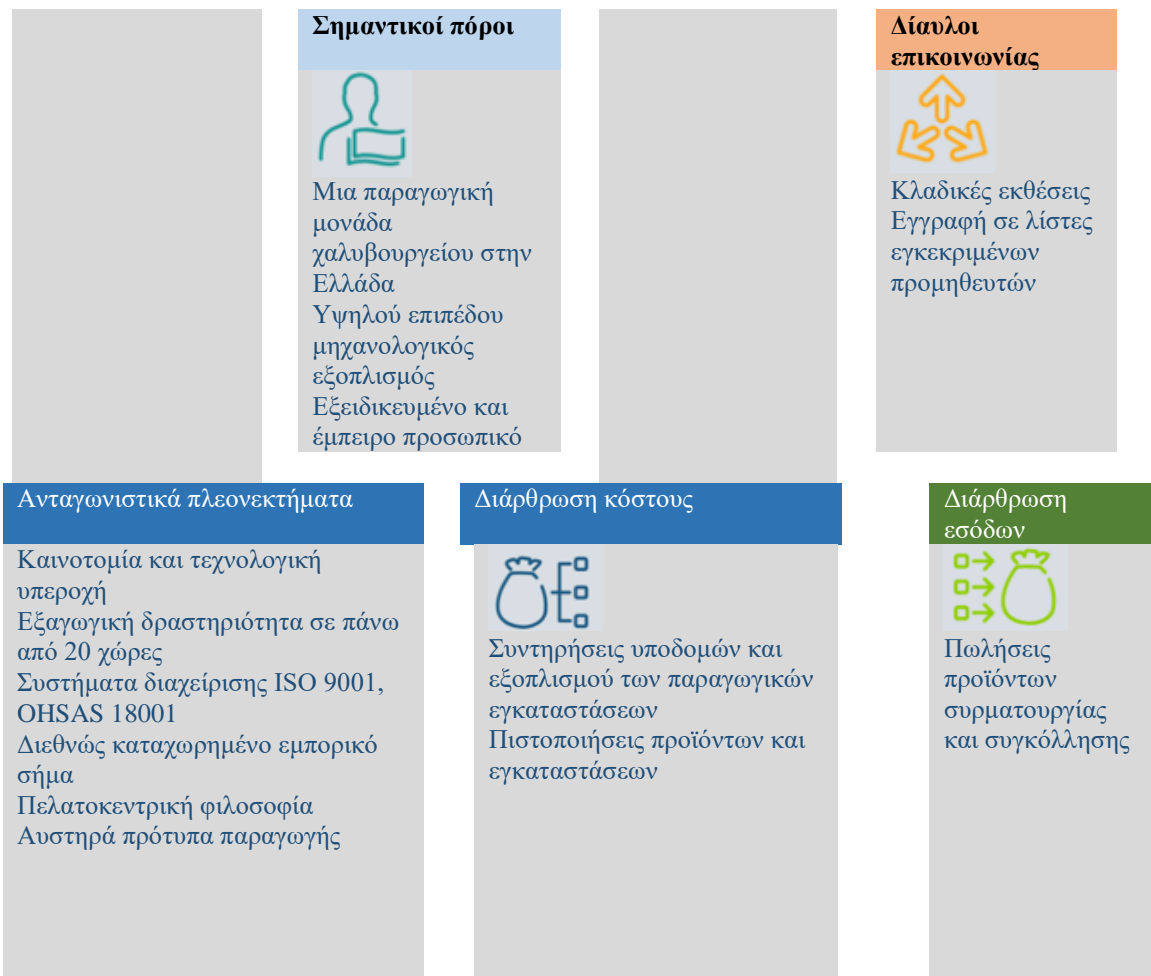 Σημαντικοί πόροι
Μια παραγωγική
μονάδα
χαλυβουργείου στην
Ελλάδα
Υψηλού επιπέδου
μηχανολογικός
εξοπλισμός
Εξειδικευμένο και
έμπειρο προσωπικό
Δίαυλοι
επικοινωνίας
Κλαδικές εκθέσεις
Εγγραφή σε λίστες
εγκεκριμένων
προμηθευτών
Ανταγωνιστικά πλεονεκτήματα
Καινοτομία και τεχνολογική
υπεροχή
Εξαγωγική δραστηριότητα σε πάνω
από 20 χώρες
Συστήματα διαχείρισης ISO 9001,
OHSAS 18001
Διεθνώς καταχωρημένο εμπορικό
σήμα
Πελατοκεντρική φιλοσοφία
Αυστηρά πρότυπα παραγωγής
Διάρθρωση κόστους
Συντηρήσεις υποδομών και
εξοπλισμού των παραγωγικών
εγκαταστάσεων
Πιστοποιήσεις προϊόντων και
εγκαταστάσεων
Διάρθρωση
εσόδων
Πωλήσεις
προϊόντων
συρματουργίας
και συγκόλλησης